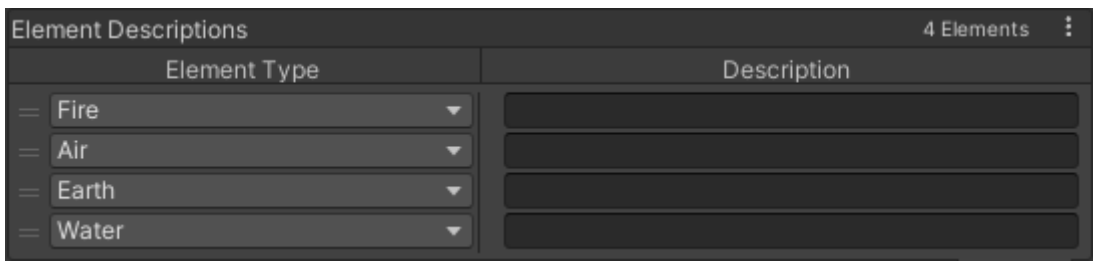 Element Descriptions 4 Elements
Element Type Description
Fire
Air
Earth
Water